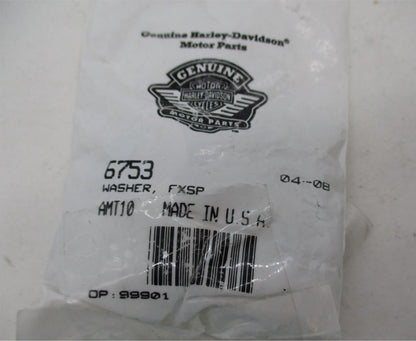 Genuine Harley-Davidson®
Motor Parts
GENUINE
MOTOR
HARLEY-DAVIDSON
CYCLES
MOTOR PARTS
6753
WASHER, FXSP
04-08
AMT10 MADE IN U.S.A.
OP: 99901